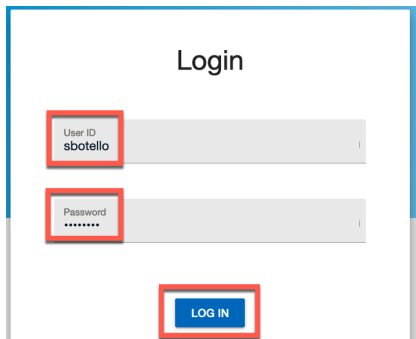 Login
User ID
sbotello
Password
••••••••
LOG IN